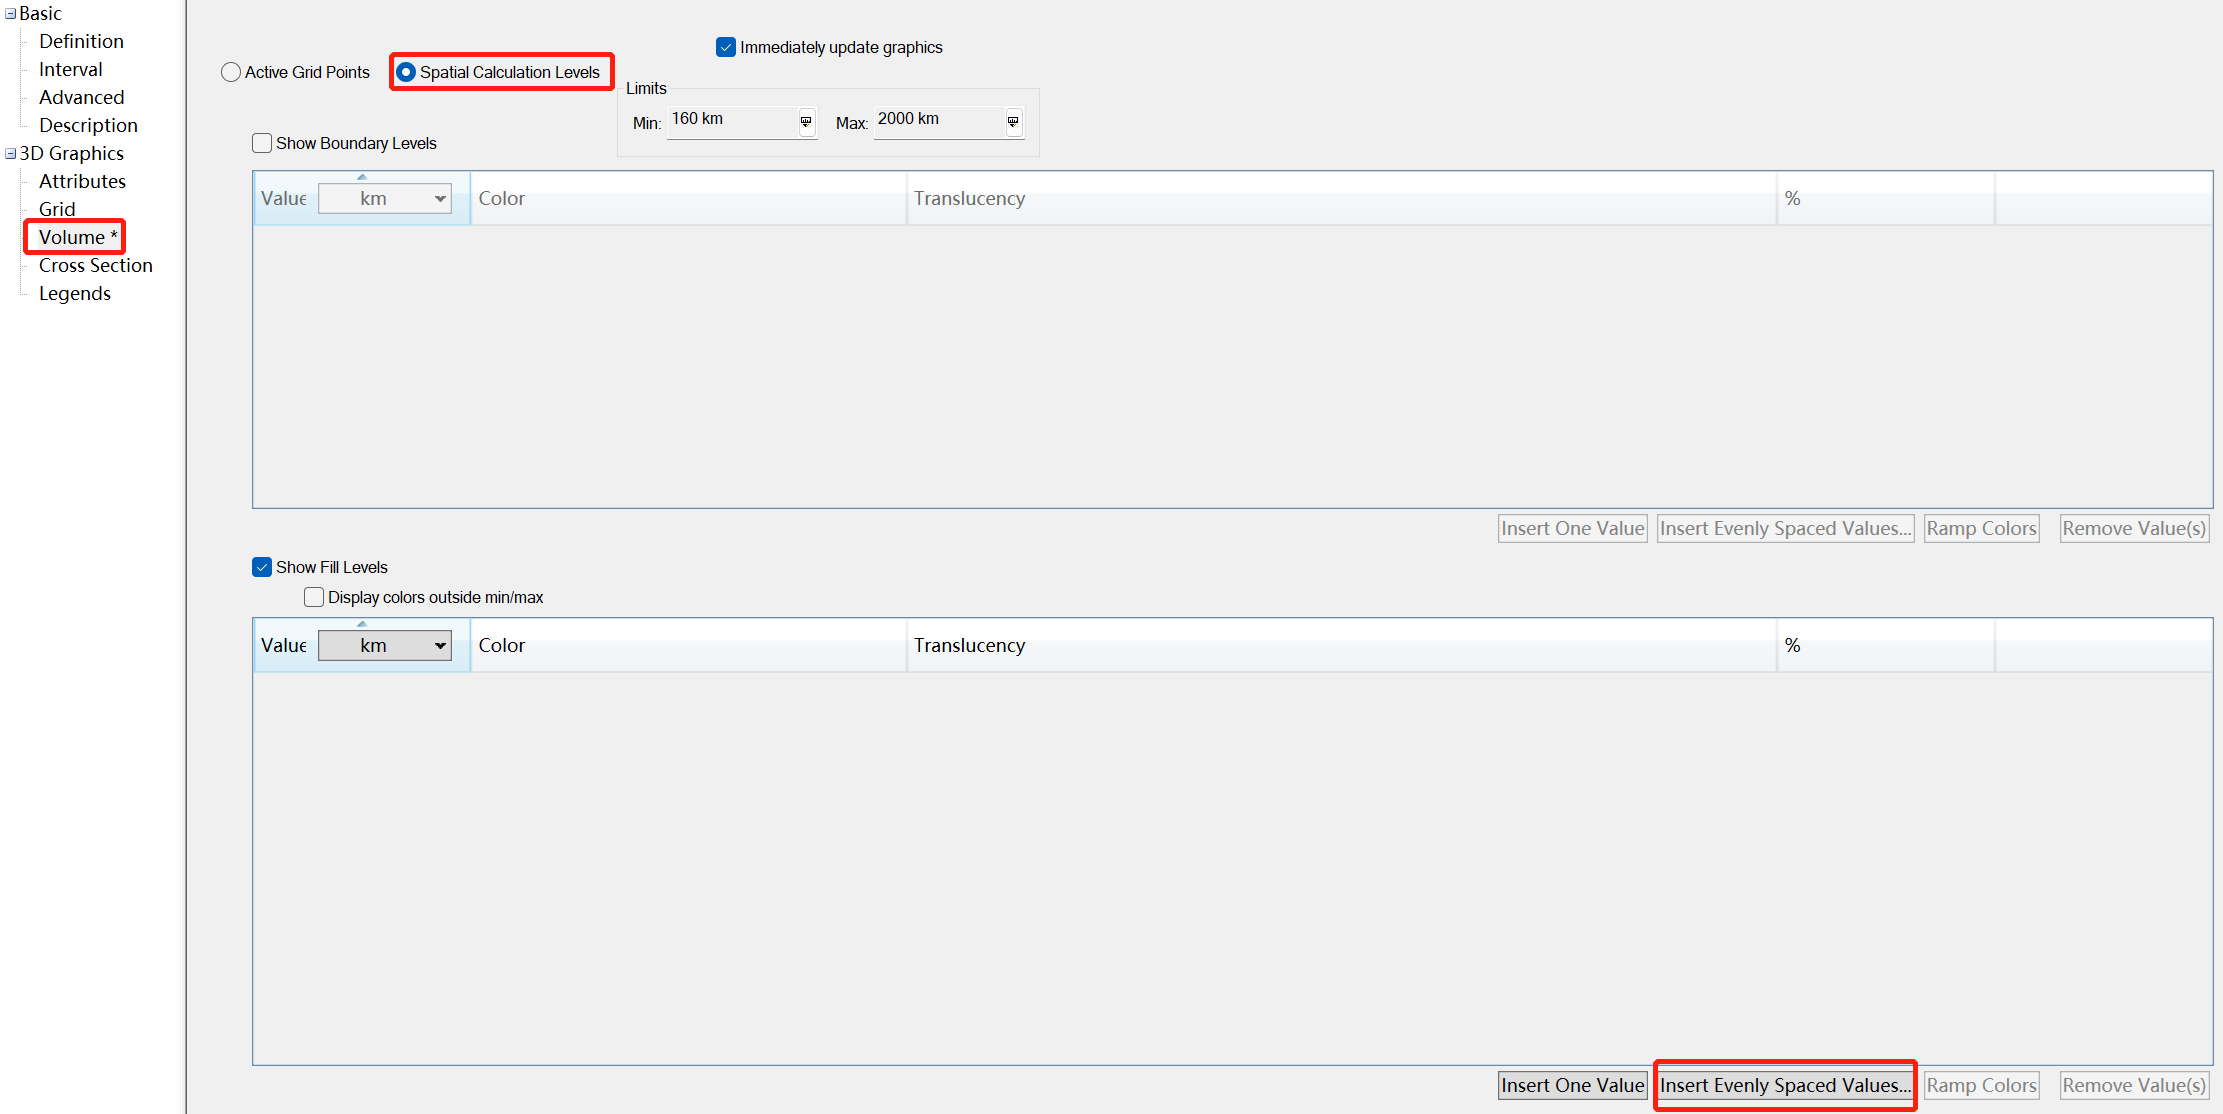 Basic
Definition
Interval
Advanced
Description
3D Graphics
Attributes
Grid
Volume *
Cross Section
Legends
Immediately update graphics
Active Grid Points
Spatial Calculation Levels
Limits
Min: 160 km
Max: 2000 km
Show Boundary Levels
Value km Color Translucency %
Insert One Value Insert Evenly Spaced Values... Ramp Colors Remove Value(s)
Show Fill Levels
Display colors outside min/max
Value km Color Translucency %
Insert One Value Insert Evenly Spaced Values... Ramp Colors Remove Value(s)